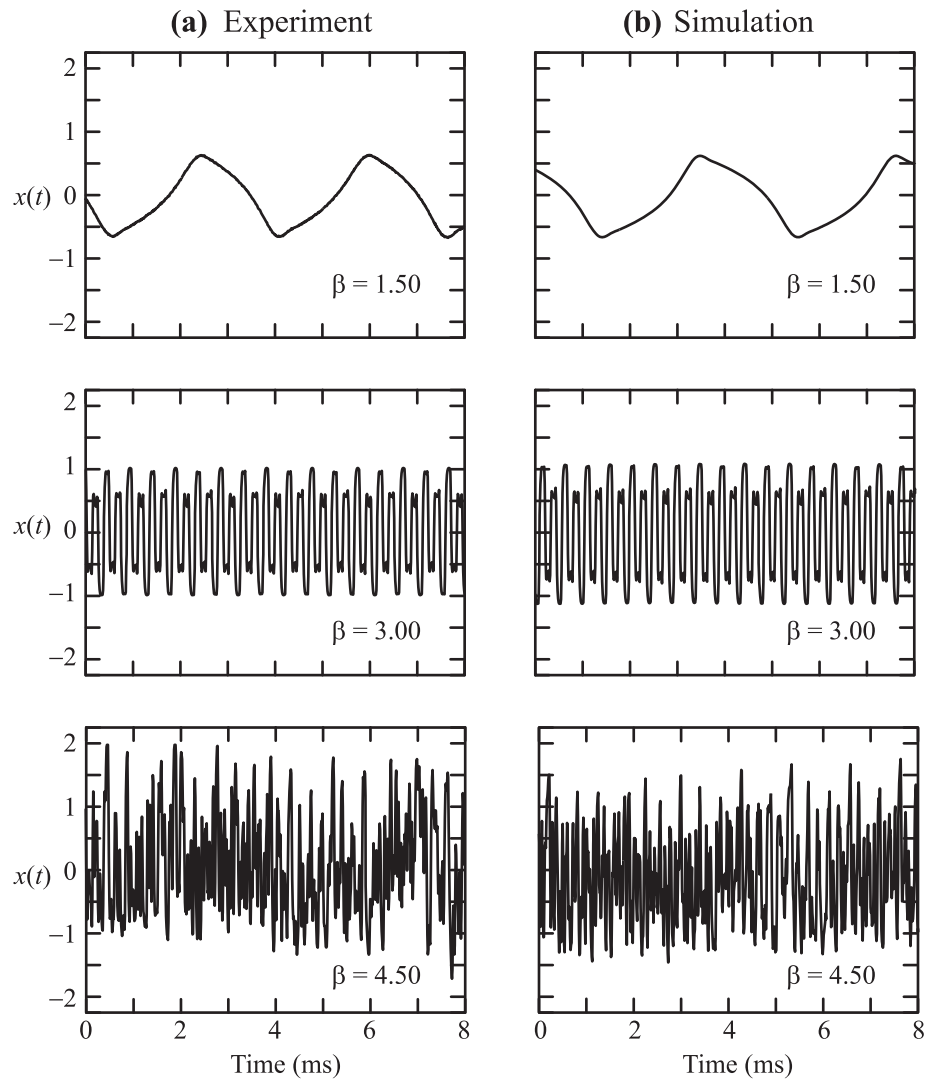 (a) Experiment
(b) Simulation
2
1
x(t) 0
−1
−2
β = 1.50
β = 1.50
2
1
x(t) 0
−1
−2
β = 3.00
β = 3.00
2
1
x(t) 0
−1
−2
β = 4.50
β = 4.50
0 2 4 6 8
0 2 4 6 8
Time (ms)
Time (ms)